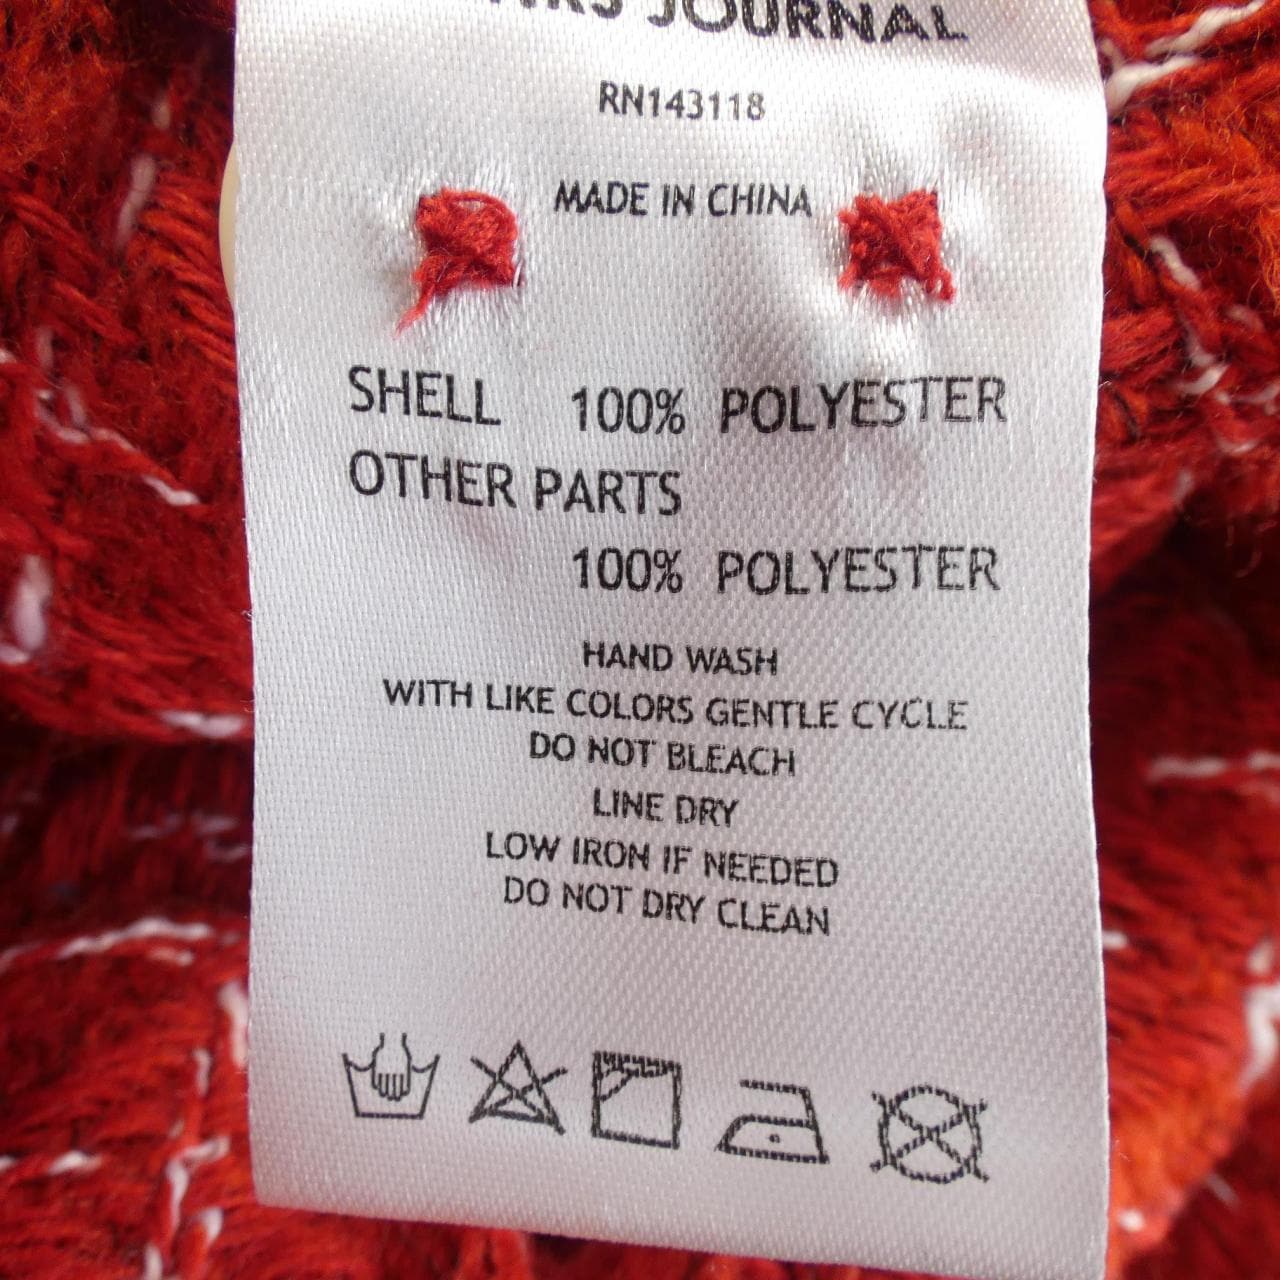 JOURNAL
RN143118
MADE IN CHINA
SHELL 100% POLYESTER
OTHER PARTS
100% POLYESTER
HAND WASH
WITH LIKE COLORS GENTLE CYCLE
DO NOT BLEACH
LINE DRY
LOW IRON IF NEEDED
DO NOT DRY CLEAN